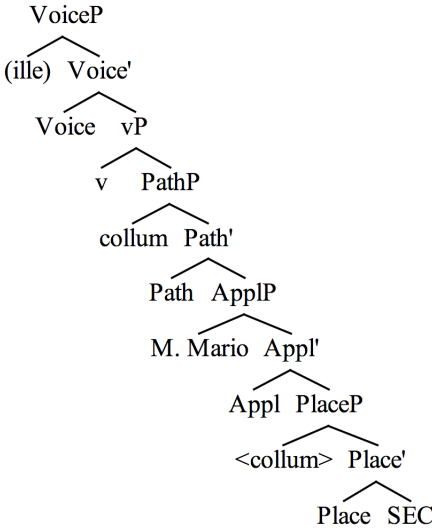 VoiceP
(ille) Voice'
Voice vP
v PathP
collum Path'
Path ApplP
M. Mario Appl'
Appl PlaceP
<collum> Place'
Place SEC